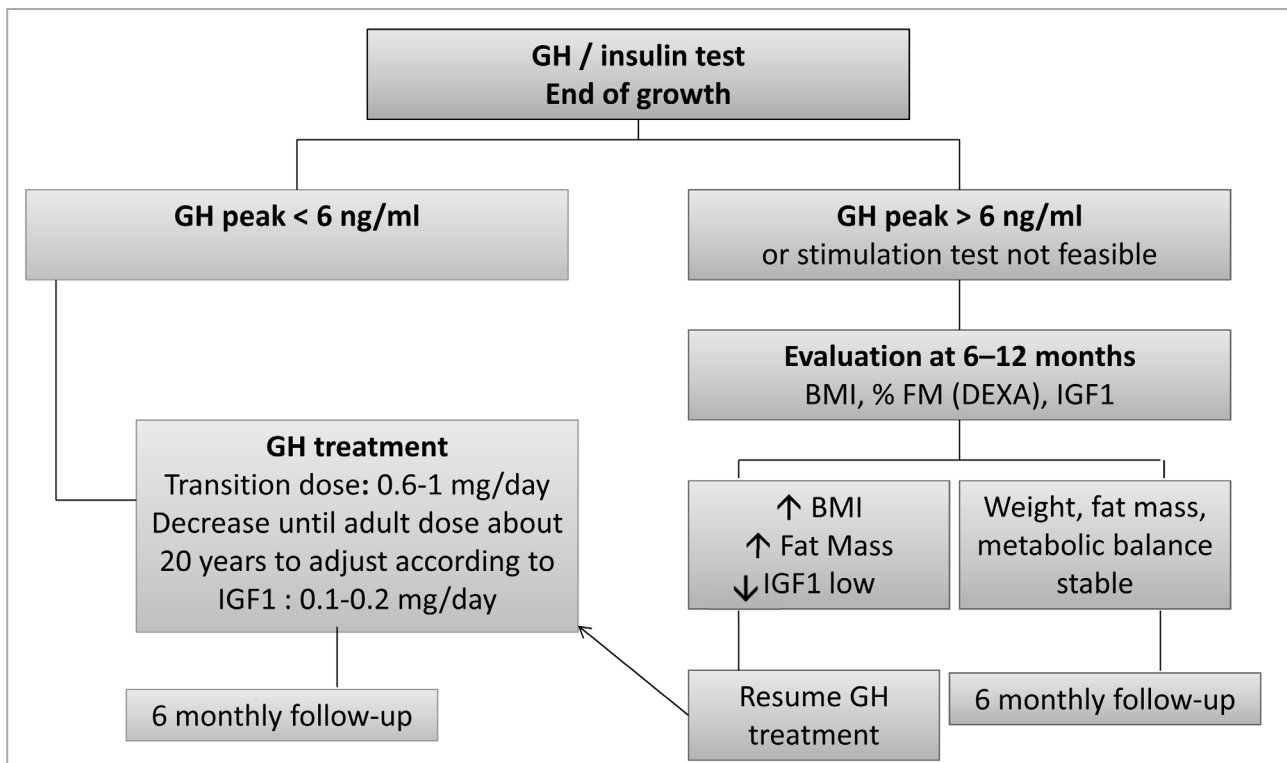 GH / insulin test
End of growth
GH peak < 6 ng/ml
GH peak > 6 ng/ml
or stimulation test not feasible
Evaluation at 6–12 months
BMI, % FM (DEXA), IGF1
GH treatment
Transition dose: 0.6-1 mg/day
Decrease until adult dose about
20 years to adjust according to
IGF1 : 0.1-0.2 mg/day
↑ BMI
↑ Fat Mass
↓ IGF1 low
Weight, fat mass,
metabolic balance
stable
6 monthly follow-up
Resume GH
treatment
6 monthly follow-up